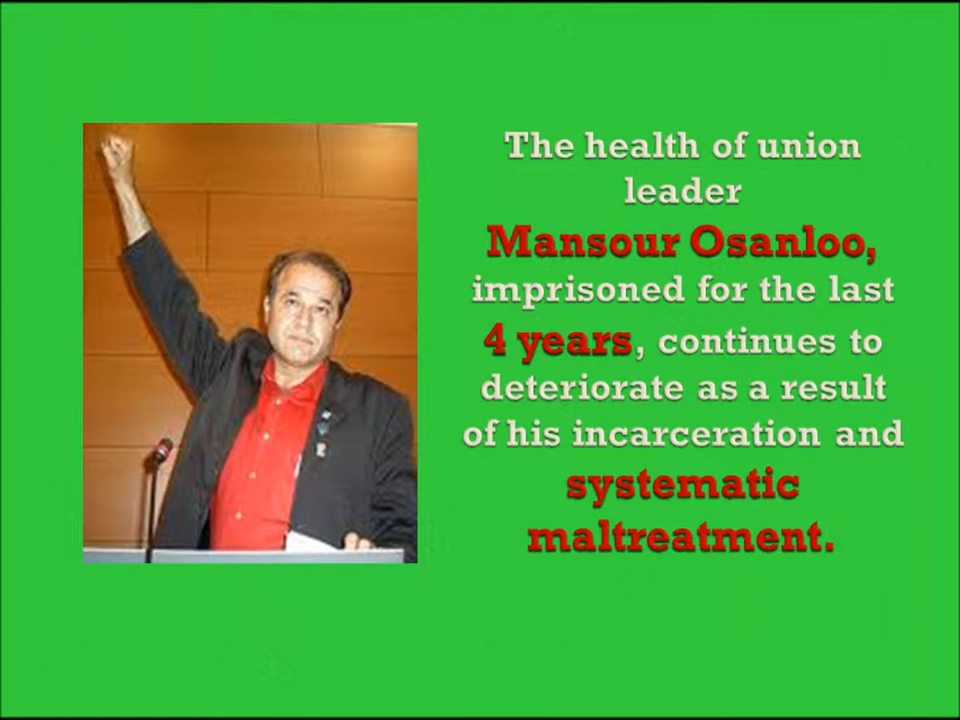 The health of union
leader
Mansour Osanloo,
imprisoned for the last
4 years, continues to
deteriorate as a result
of his incarceration and
systematic
maltreatment.